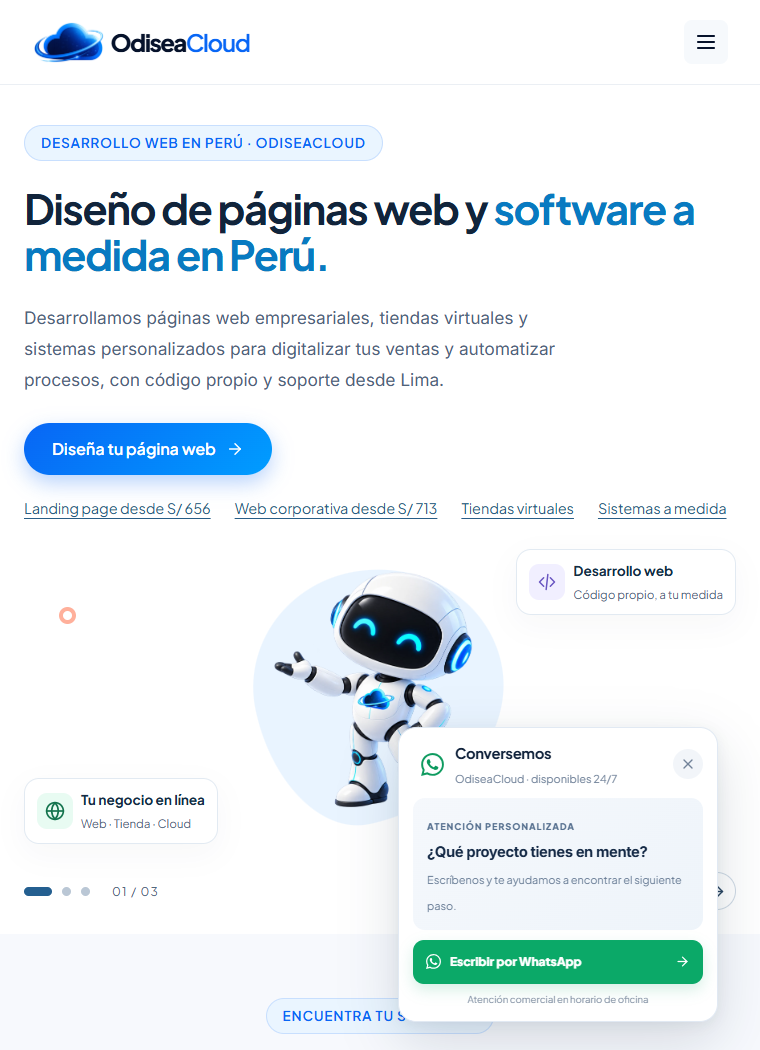 OdiseaCloud
DESARROLLO WEB EN PERÚ · ODISEACLOUD
Diseño de páginas web y software a
medida en Perú.
Desarrollamos páginas web empresariales, tiendas virtuales y
sistemas personalizados para digitalizar tus ventas y automatizar
procesos, con código propio y soporte desde Lima.
Diseña tu página web
Landing page desde S/ 656
Web corporativa desde S/ 713
Tiendas virtuales
Sistemas a medida
Desarrollo web
Código propio, a tu medida
Tu negocio en línea
Web · Tienda · Cloud
01 / 03
Conversemos
OdiseaCloud · disponibles 24/7
ATENCIÓN PERSONALIZADA
¿Qué proyecto tienes en mente?
Escríbenos y te ayudamos a encontrar el siguiente
paso.
Escribir por WhatsApp
Atención comercial en horario de oficina
ENCUENTRA TU